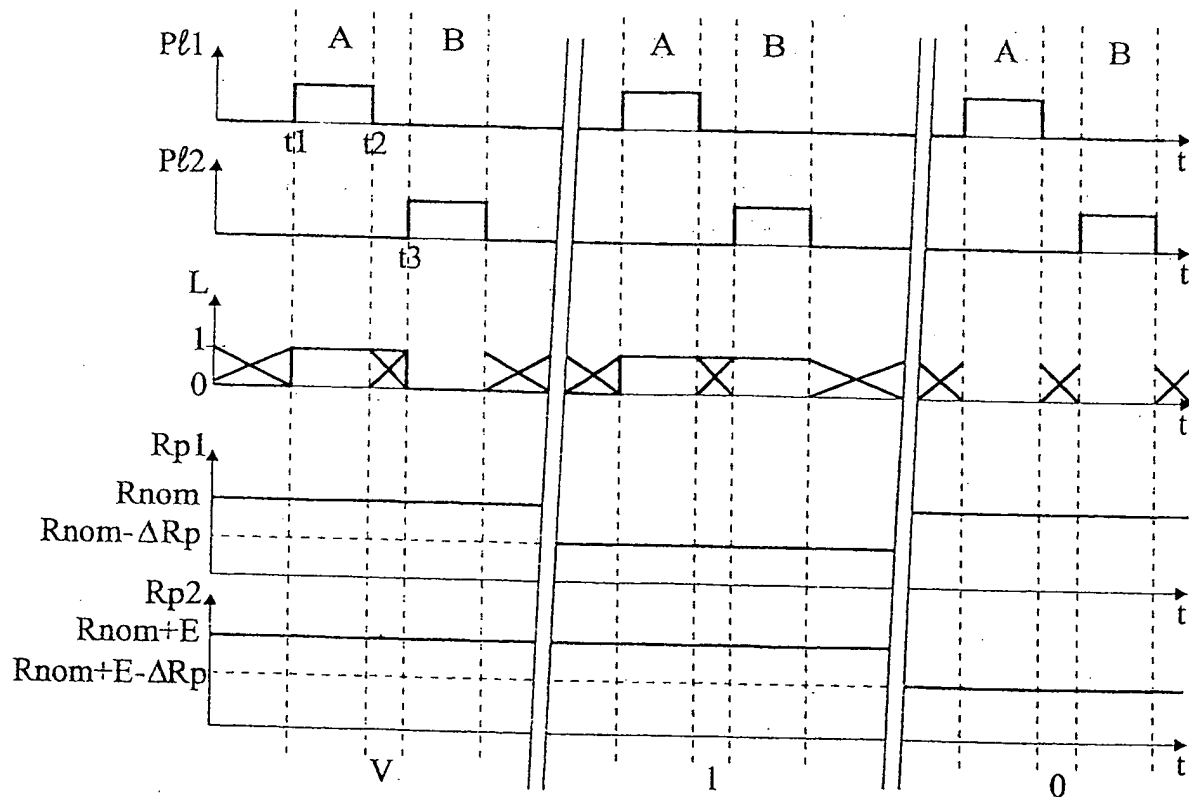 A B A B A B
Pℓ1
t1 t2 t
Pℓ2
t3 t
L
1
0
t
Rp1
Rnom
Rnom-ΔRp
t
Rp2
Rnom+E
Rnom+E-ΔRp
t
V 1 0